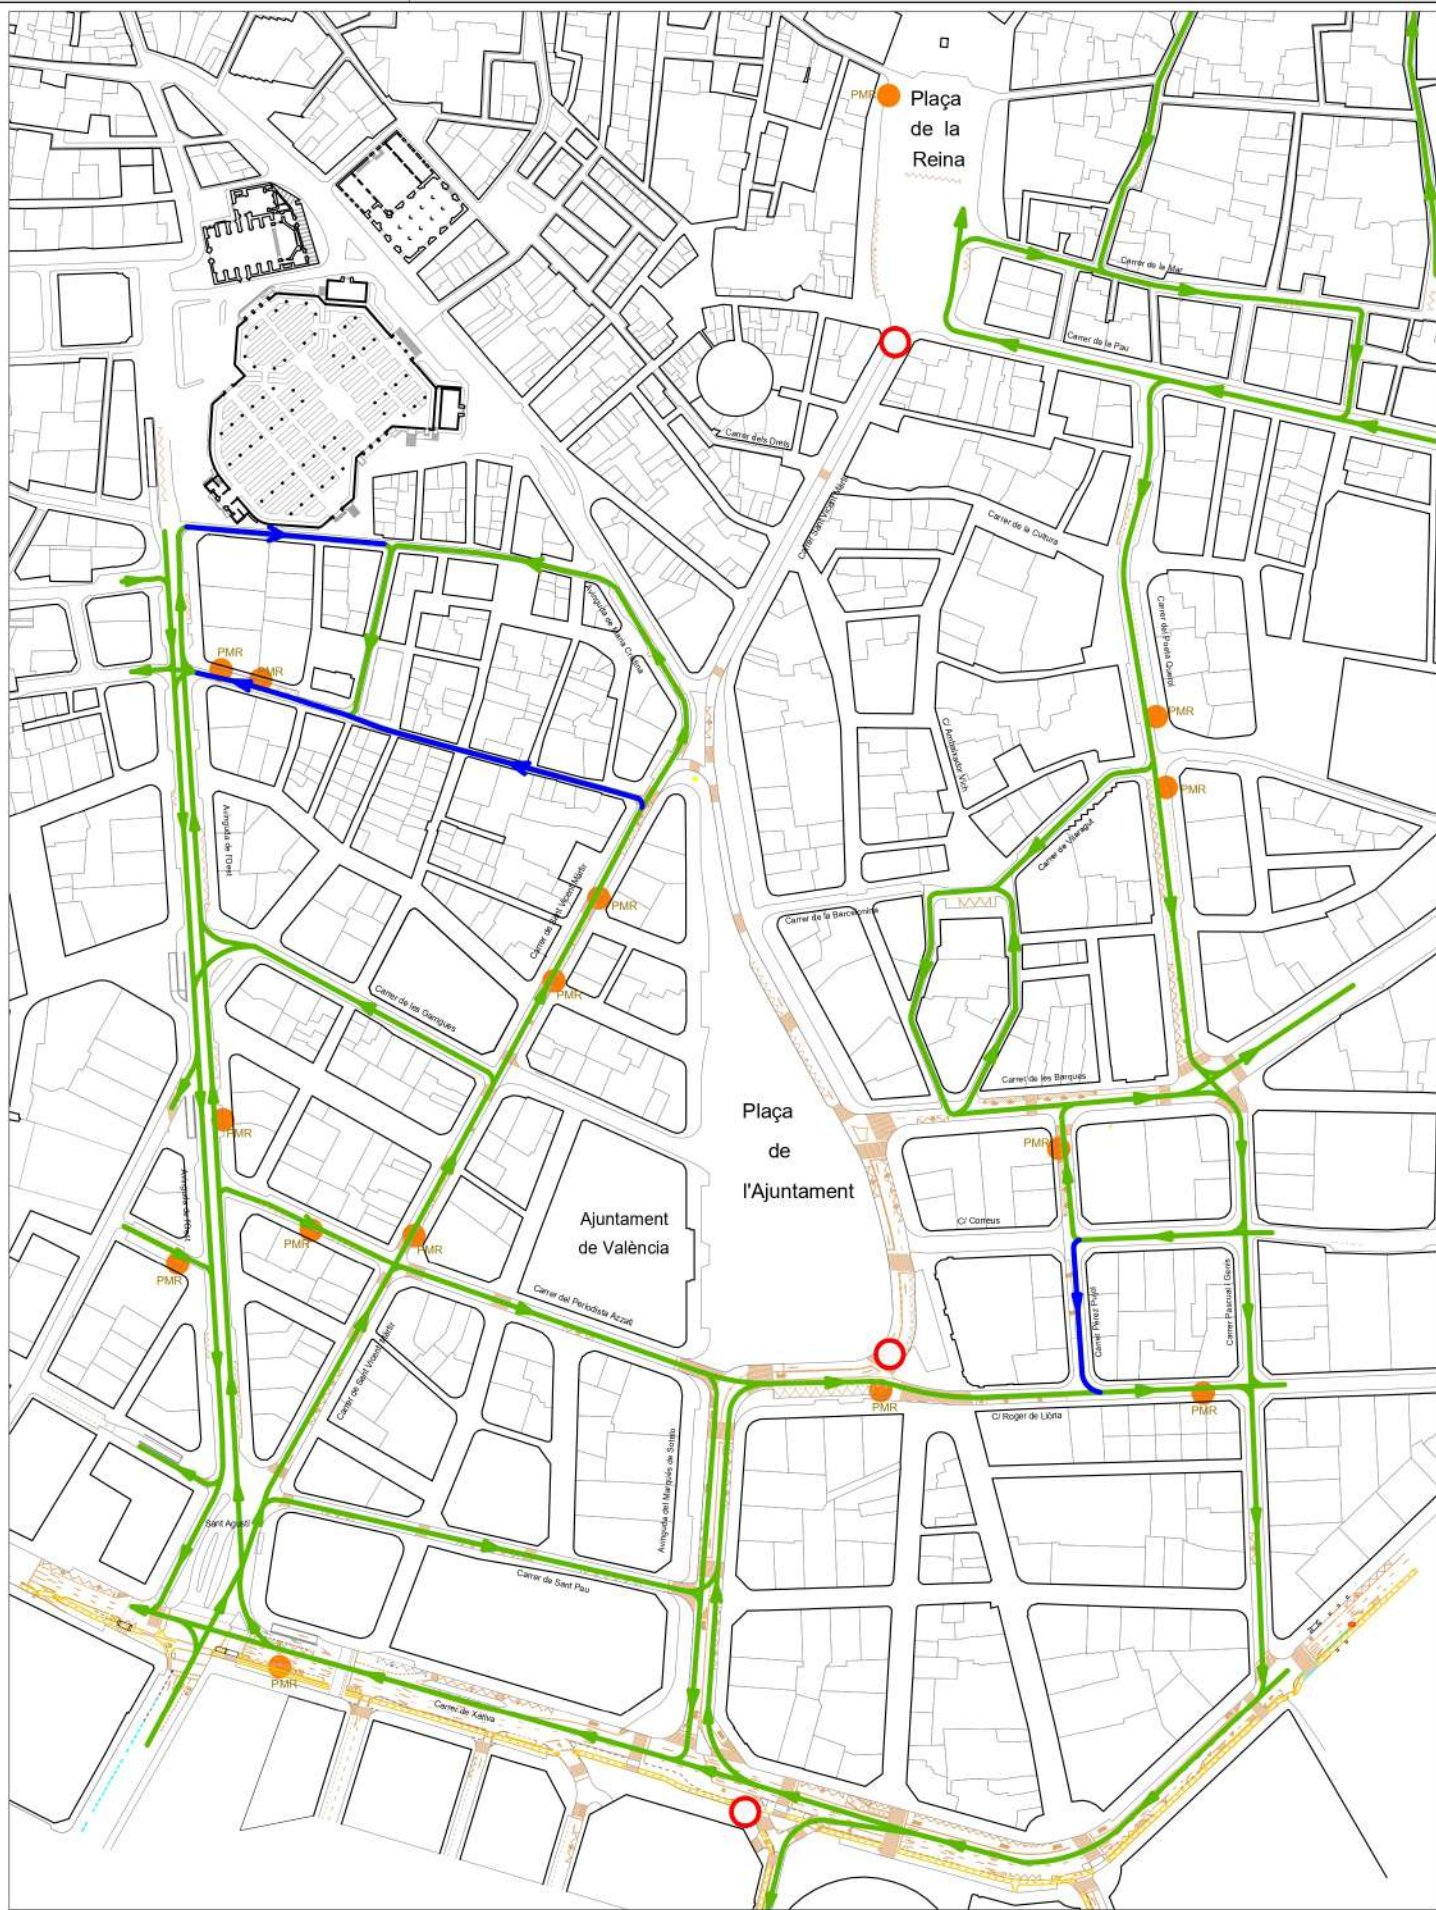 PMR
Plaça
de la
Reina
Carrer de la Mar
Carrer de la Pau
Carrer dels Drets
Carrer Sant Vicent Màrtir
Carrer de la Cultura
Avinguda de Maria Cristina
Carrer del Poeta Querol
PMR
PMR
PMR
C/ Ambaixador Vich
PMR
Avinguda de l'Oest
Carrer de Vilaragut
Carrer de Sant Vicent Màrtir
PMR
Carrer de la Barcelonina
PMR
Carrer de les Garrigues
Carrer de les Barques
Plaça
de
l'Ajuntament
PMR
PMR
Avinguda de l'Oest
Ajuntament
de València
C/ Correus
PMR
PMR
PMR
Carrer del Periodista Azzati
Carrer Pérez Pujol
Carrer Pascual i Genís
Carrer de Sant Vicent Màrtir
PMR
PMR
C/ Roger de Llòria
Avinguda del Marqués de Sotelo
Sant Agustí
Carrer de Sant Pau
PMR
Carrer de Xàtiva